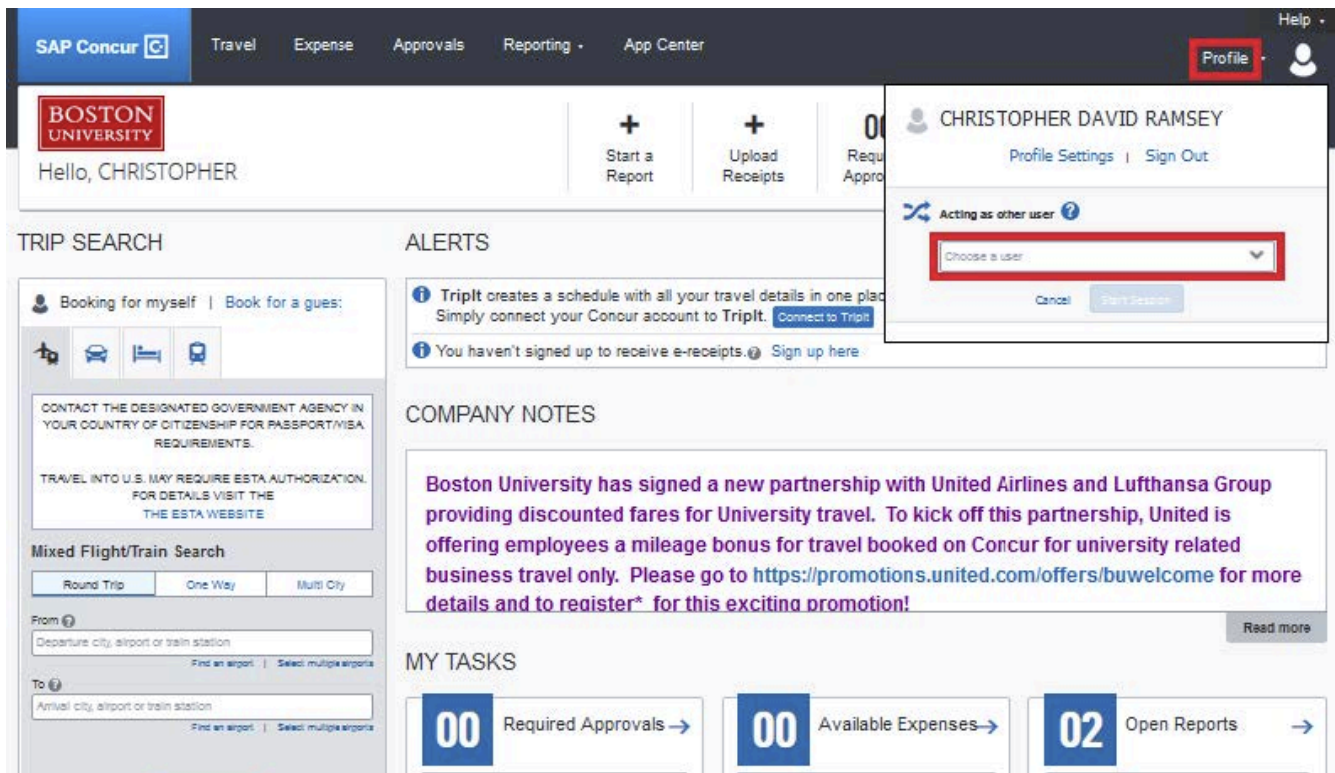 Help
SAP Concur
Travel
Expense
Approvals
Reporting
App Center
Profile
BOSTON
UNIVERSITY
Hello, CHRISTOPHER
+
Start a
Report
+
Upload
Receipts
00
Requ
Appro
CHRISTOPHER DAVID RAMSEY
Profile Settings | Sign Out
Acting as other user ?
Choose a user
Cancel
Start Session
TRIP SEARCH
Booking for myself | Book for a gues:
CONTACT THE DESIGNATED GOVERNMENT AGENCY IN
YOUR COUNTRY OF CITIZENSHIP FOR PASSPORT/VISA
REQUIREMENTS.
TRAVEL INTO U.S. MAY REQUIRE ESTA AUTHORIZATION.
FOR DETAILS VISIT THE
THE ESTA WEBSITE
Mixed Flight/Train Search
Round Trip
One Way
Multi City
From ?
Departure city, airport or train station
Find an airport | Select multiple airports
To ?
Arrival city, airport or train station
Find an airport | Select multiple airports
ALERTS
TripIt creates a schedule with all your travel details in one plac
Simply connect your Concur account to TripIt. Connect to TripIt
You haven't signed up to receive e-receipts. ? Sign up here
COMPANY NOTES
Boston University has signed a new partnership with United Airlines and Lufthansa Group
providing discounted fares for University travel. To kick off this partnership, United is
offering employees a mileage bonus for travel booked on Concur for university related
business travel only. Please go to https://promotions.united.com/offers/buwelcome for more
details and to register* for this exciting promotion!
Read more
MY TASKS
00 Required Approvals →
00 Available Expenses →
02 Open Reports →